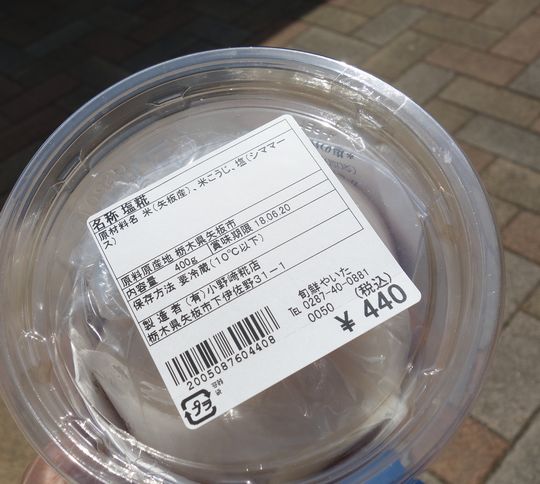 名称 塩糀
原材料名 米(矢板産)、米こうじ、塩(シママー
ス)
原料原産地 栃木県矢板市
内容量 400g 賞味期限 18.06.20
保存方法 要冷蔵(10℃以下)
製造者 (有)小野﨑糀店
栃木県矢板市下伊佐野31-1
旬鮮やいた
TEL 0287-40-0881
0050 (税込)
¥ 440
2005087604408